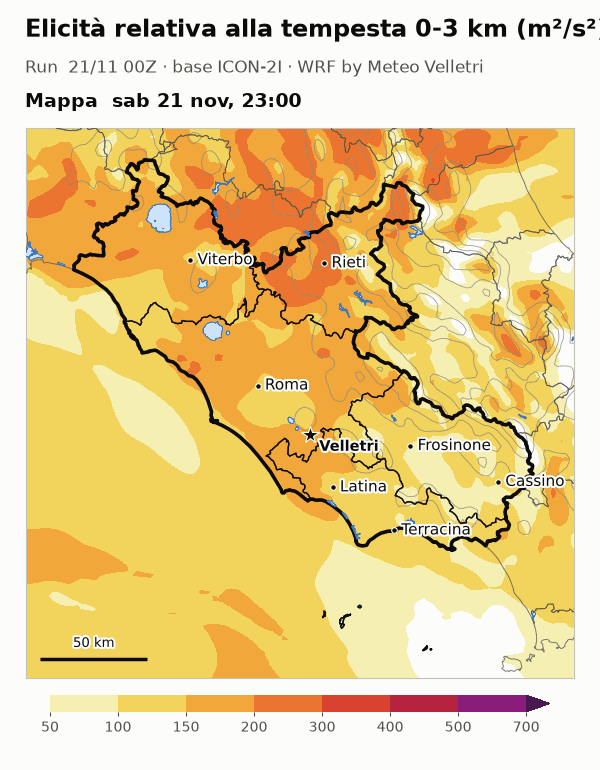 Elicità relativa alla tempesta 0-3 km (m²/s²)
Run 21/11 00Z · base ICON-2I · WRF by Meteo Velletri
Mappa sab 21 nov, 23:00
Viterbo
Rieti
Roma
Velletri
Frosinone
Latina
Cassino
Terracina
50 km
50 100 150 200 300 400 500 700